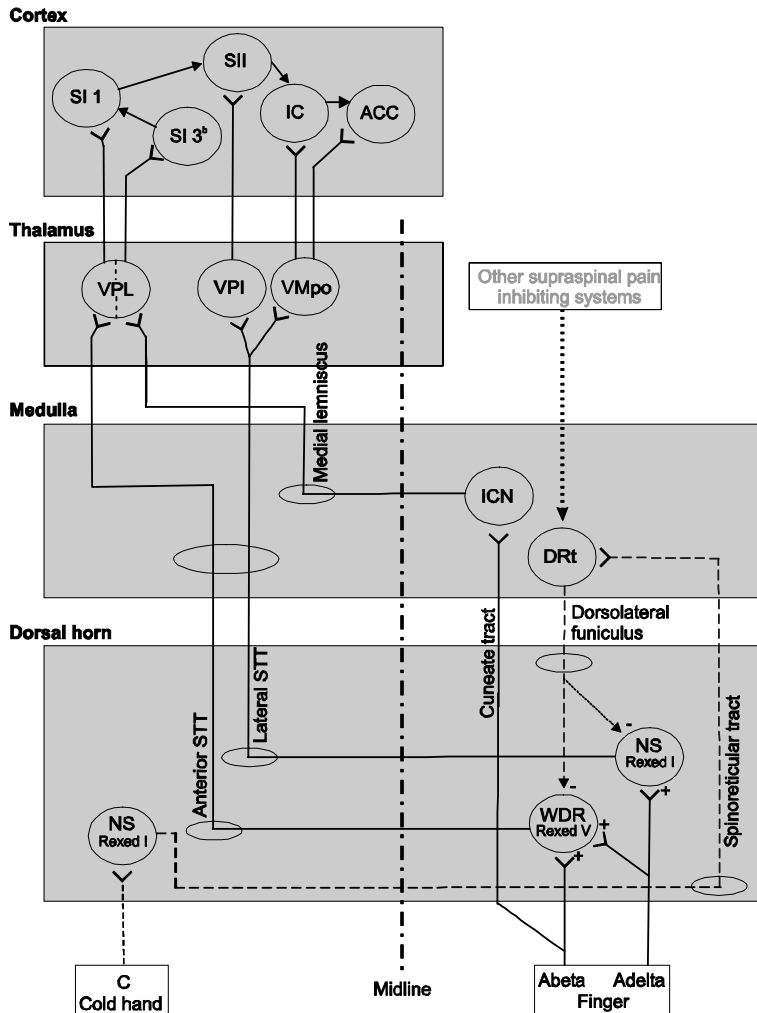 Cortex
SII
SI 1
IC
ACC
SI 3ᵇ
Thalamus
VPL
VPI
VMpo
Other supraspinal pain
inhibiting systems
Medial lemniscus
Medulla
ICN
DRt
Dorsolateral
funiculus
Dorsal horn
Anterior STT
Lateral STT
Cuneate tract
Spinoreticular tract
-
NS
Rexed I
+
-
WDR
Rexed V
+
+
NS
Rexed I
C
Cold hand
Midline
Abeta Adelta
Finger